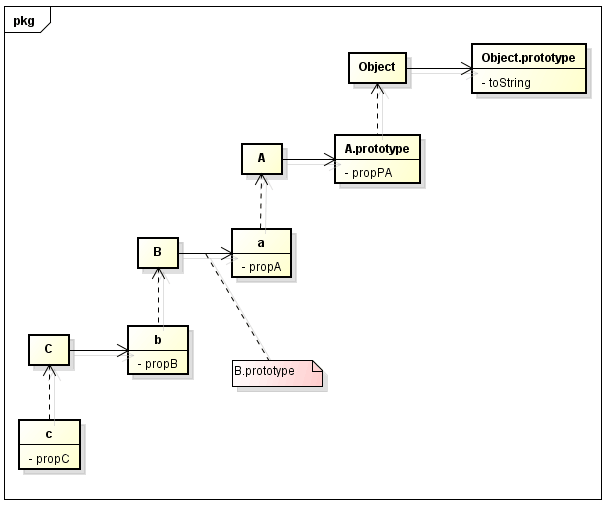 pkg
Object
Object.prototype
- toString
A
A.prototype
- propPA
B
a
- propA
C
b
- propB
B.prototype
c
- propC